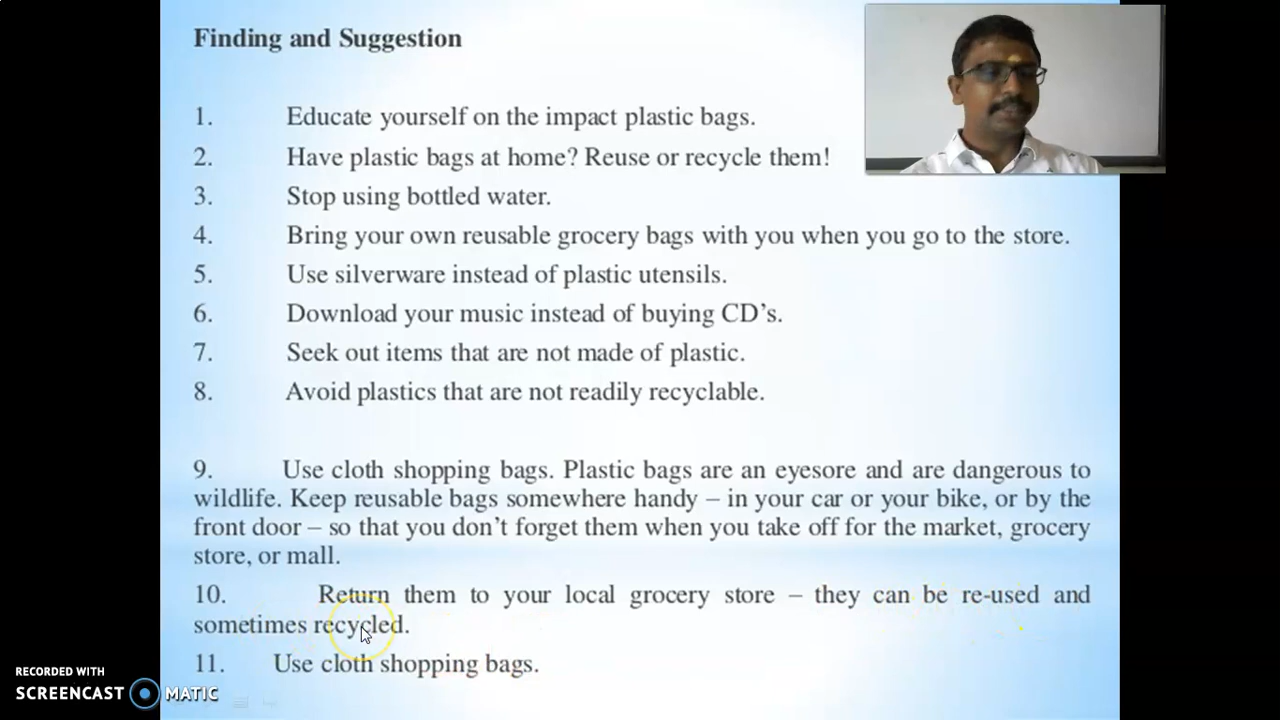 Finding and Suggestion
1. Educate yourself on the impact plastic bags.
2. Have plastic bags at home? Reuse or recycle them!
3. Stop using bottled water.
4. Bring your own reusable grocery bags with you when you go to the store.
5. Use silverware instead of plastic utensils.
6. Download your music instead of buying CD’s.
7. Seek out items that are not made of plastic.
8. Avoid plastics that are not readily recyclable.
9. Use cloth shopping bags. Plastic bags are an eyesore and are dangerous to
wildlife. Keep reusable bags somewhere handy – in your car or your bike, or by the
front door – so that you don’t forget them when you take off for the market, grocery
store, or mall.
10. Return them to your local grocery store – they can be re-used and
sometimes recycled.
11. Use cloth shopping bags.
RECORDED WITH
SCREENCAST MATIC